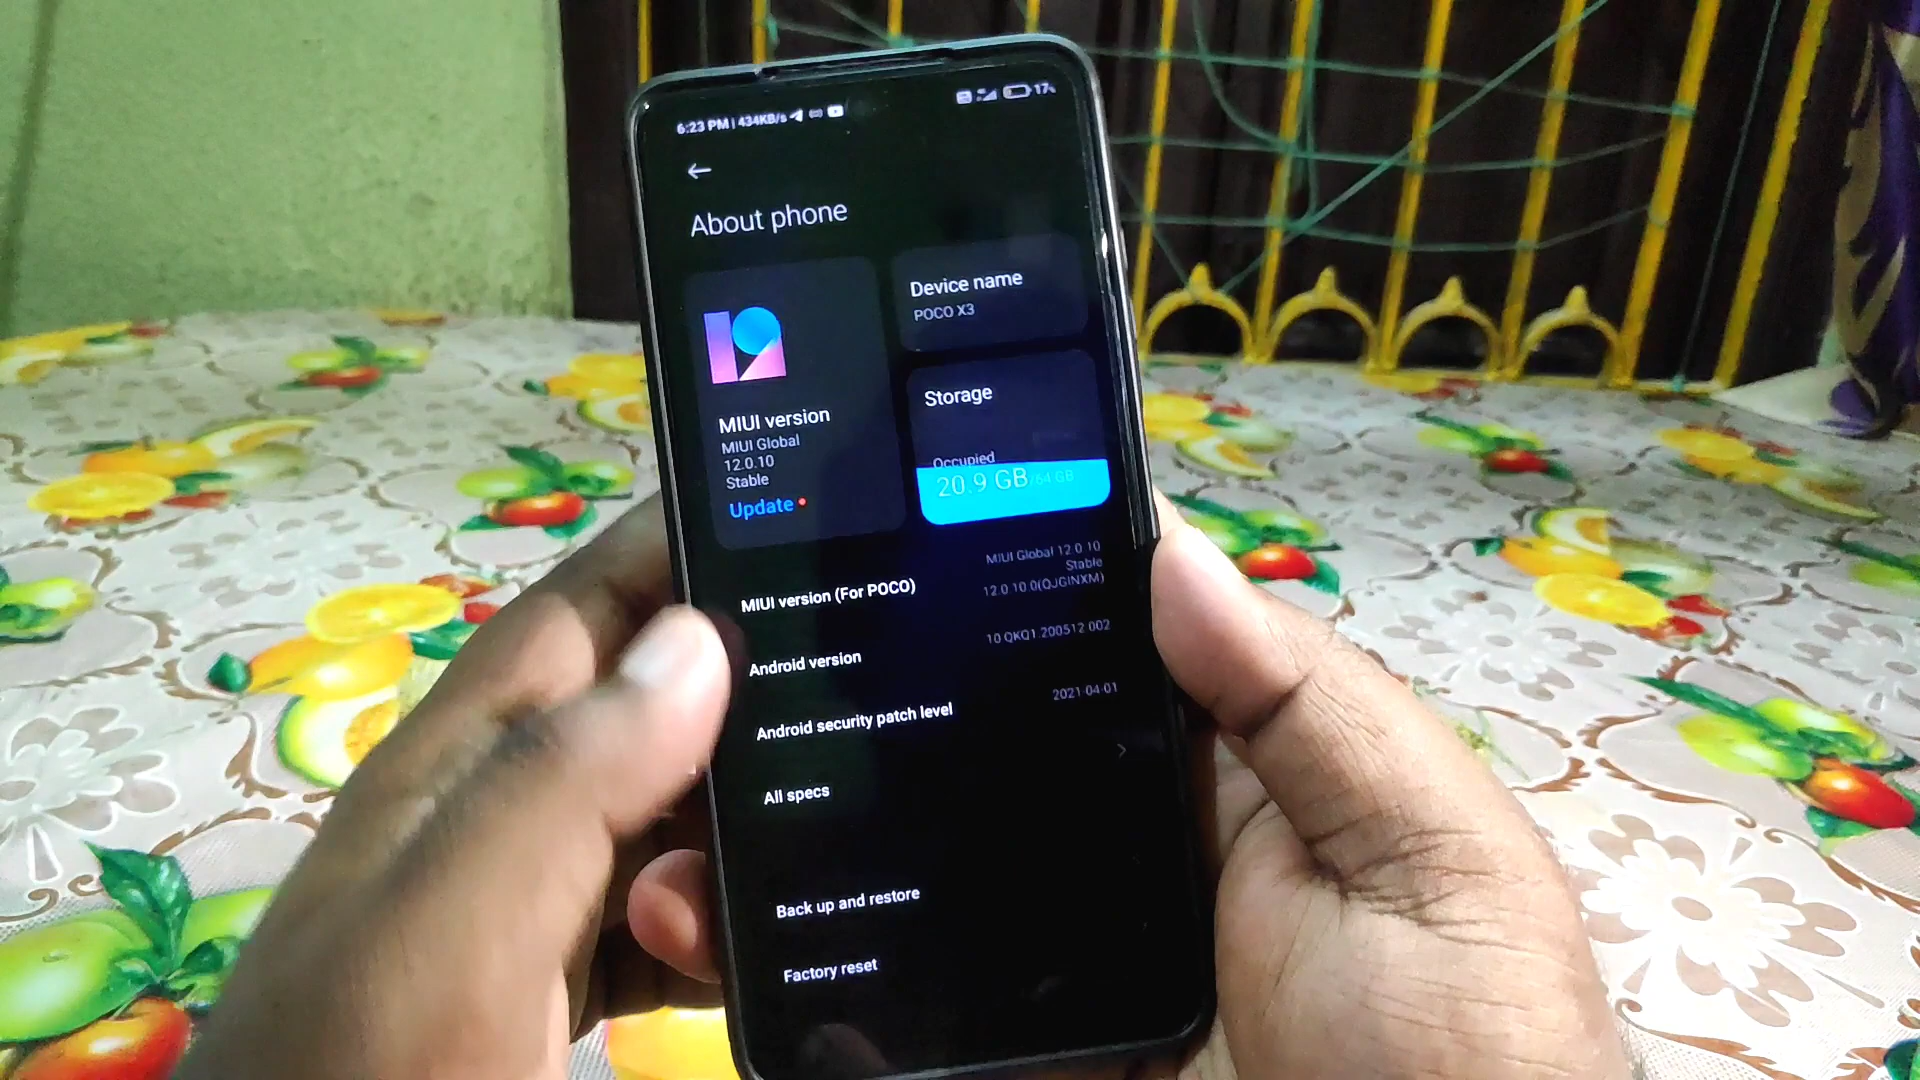 6:23 PM | 434KB/s
17%
About phone
Device name
POCO X3
MIUI version
MIUI Global
12.0.10
Stable
Update
Storage
Occupied
20.9 GB/64 GB
MIUI version (For POCO)
MIUI Global 12.0.10
Stable
12.0.10.0(QJGINXM)
Android version
10 QKQ1.200512.002
Android security patch level
2021-04-01
All specs
Back up and restore
Factory reset